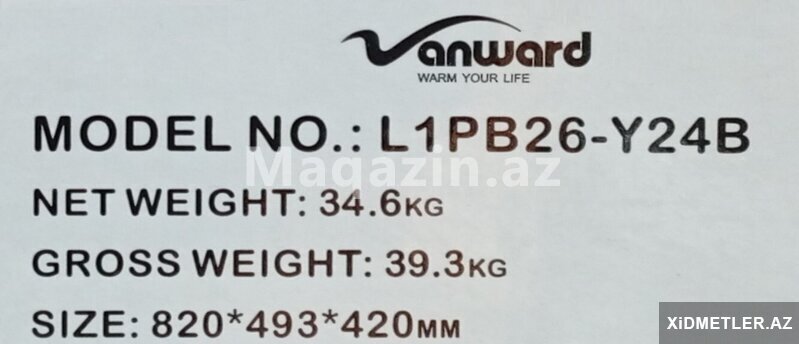 Vanward
WARM YOUR LIFE
MODEL NO.: L1PB26-Y24B
Magazin.az
NET WEIGHT: 34.6KG
GROSS WEIGHT: 39.3KG
SIZE: 820*493*420MM
XiDMETLER.AZ